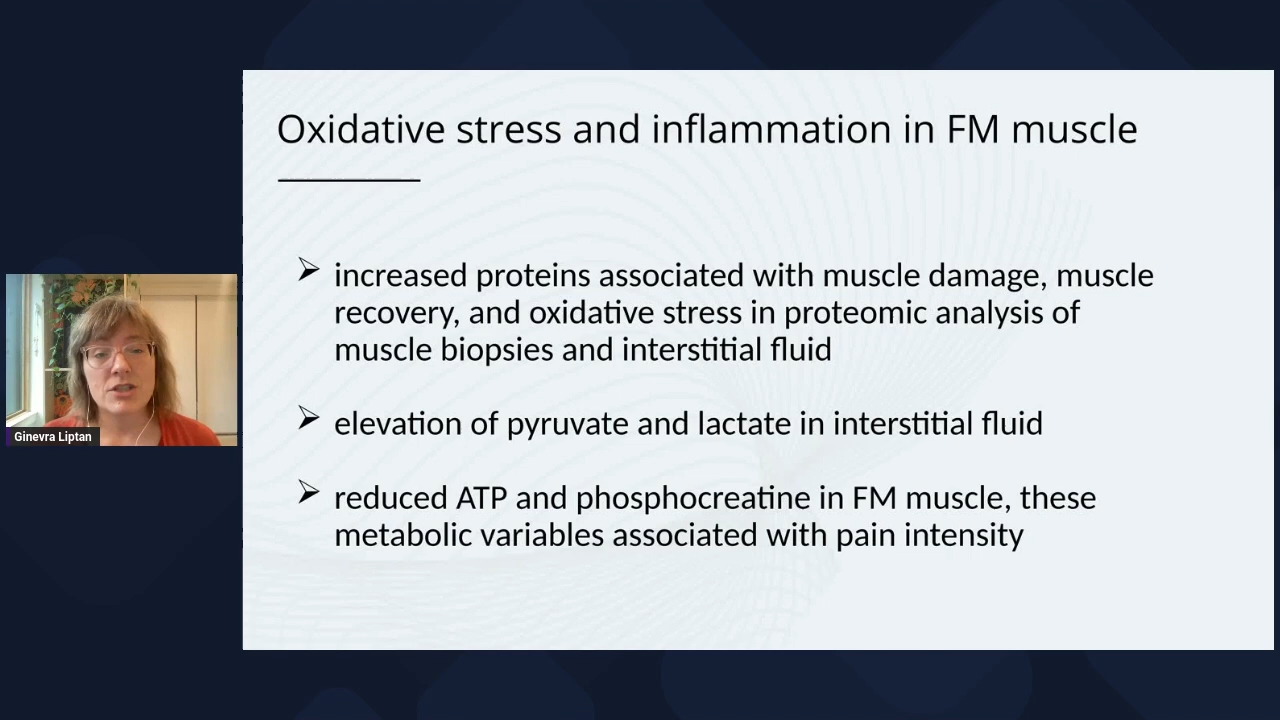 Oxidative stress and inflammation in FM muscle
➢ increased proteins associated with muscle damage, muscle
recovery, and oxidative stress in proteomic analysis of
muscle biopsies and interstitial fluid
➢ elevation of pyruvate and lactate in interstitial fluid
➢ reduced ATP and phosphocreatine in FM muscle, these
metabolic variables associated with pain intensity
Ginevra Liptan